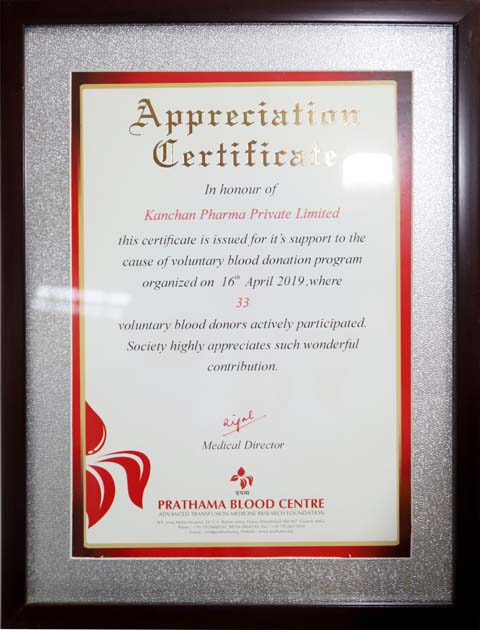 Appreciation
Certificate
In honour of
Kanchan Pharma Private Limited
this certificate is issued for it's support to the
cause of voluntary blood donation program
organized on 16th April 2019, where
33
voluntary blood donors actively participated.
Society highly appreciates such wonderful
contribution.
Medical Director
PRATHAMA BLOOD CENTRE
ADVANCED TRANSFUSION MEDICINE RESEARCH FOUNDATION